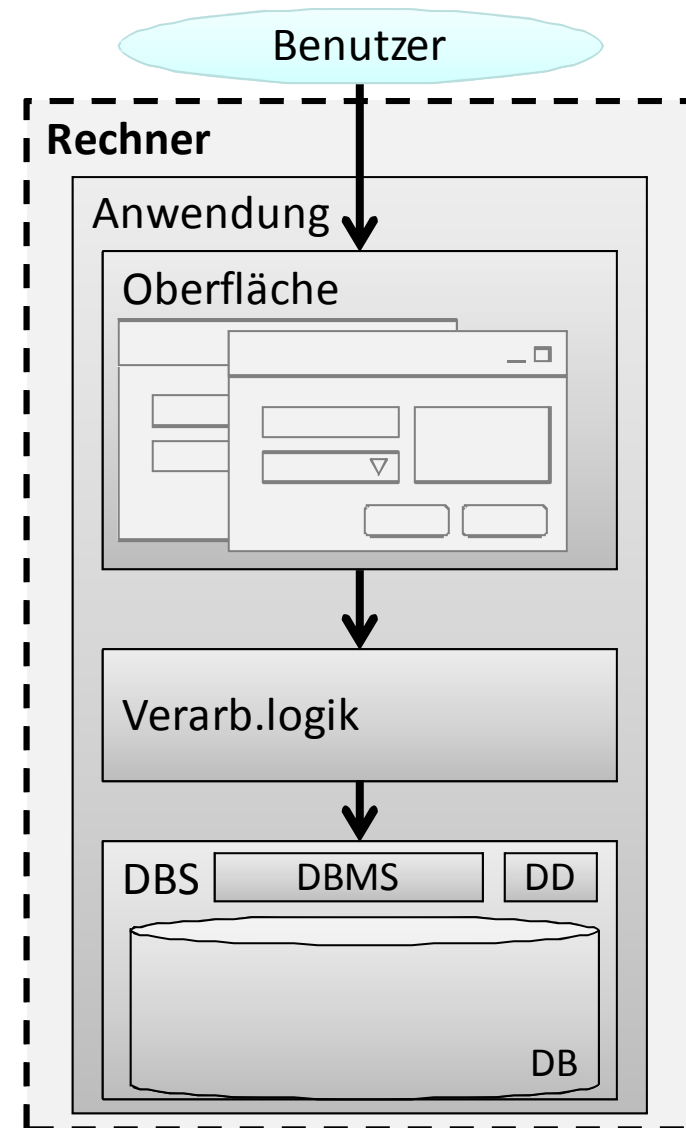 Benutzer
Rechner
Anwendung
Oberfläche
Verarb.logik
DBS DBMS DD
DB